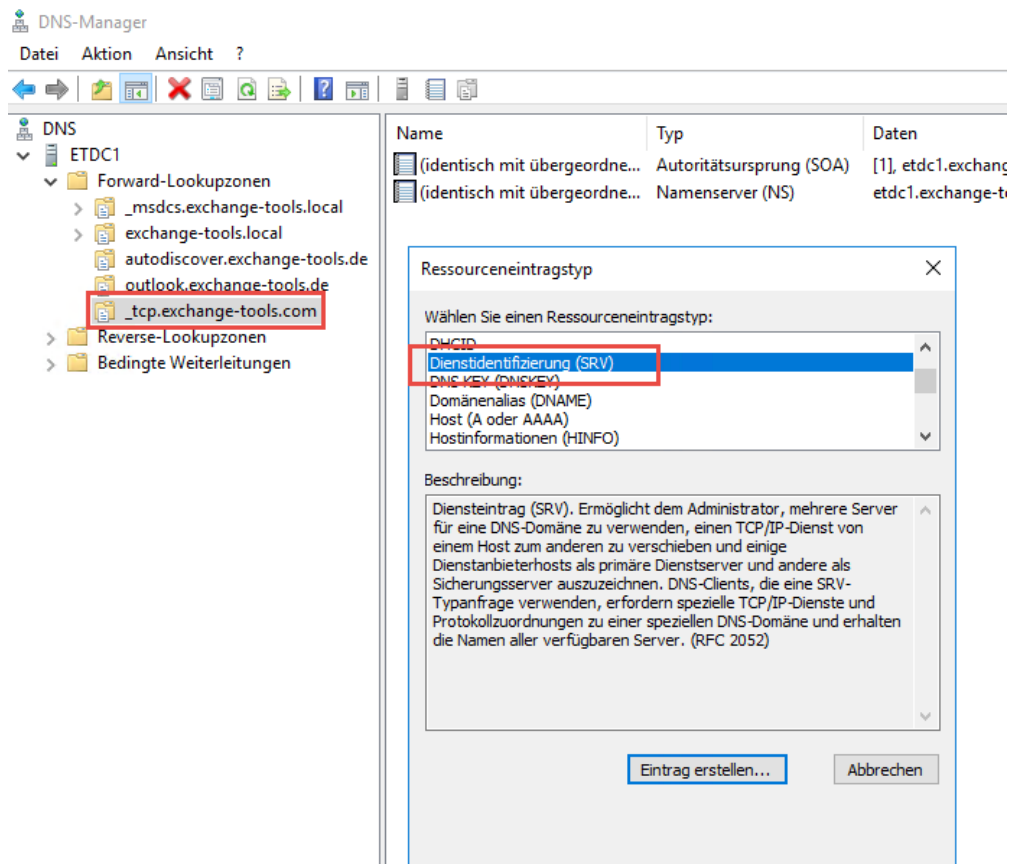 DNS-Manager
Datei Aktion Ansicht ?
DNS
ETDC1
Forward-Lookupzonen
_msdcs.exchange-tools.local
exchange-tools.local
autodiscover.exchange-tools.de
outlook.exchange-tools.de
_tcp.exchange-tools.com
Reverse-Lookupzonen
Bedingte Weiterleitungen
Name Typ Daten
(identisch mit übergeordne... Autoritätsursprung (SOA) [1], etdc1.exchang
(identisch mit übergeordne... Namenserver (NS) etdc1.exchange-t
Ressourceneintragstyp
Wählen Sie einen Ressourceneintragstyp:
DHCID
Dienstidentifizierung (SRV)
DNS KEY (DNSKEY)
Domänenalias (DNAME)
Host (A oder AAAA)
Hostinformationen (HINFO)
Beschreibung:
Diensteintrag (SRV). Ermöglicht dem Administrator, mehrere Server
für eine DNS-Domäne zu verwenden, einen TCP/IP-Dienst von
einem Host zum anderen zu verschieben und einige
Dienstanbieterhosts als primäre Dienstserver und andere als
Sicherungsserver auszuzeichnen. DNS-Clients, die eine SRV-
Typanfrage verwenden, erfordern spezielle TCP/IP-Dienste und
Protokollzuordnungen zu einer speziellen DNS-Domäne und erhalten
die Namen aller verfügbaren Server. (RFC 2052)
Eintrag erstellen... Abbrechen